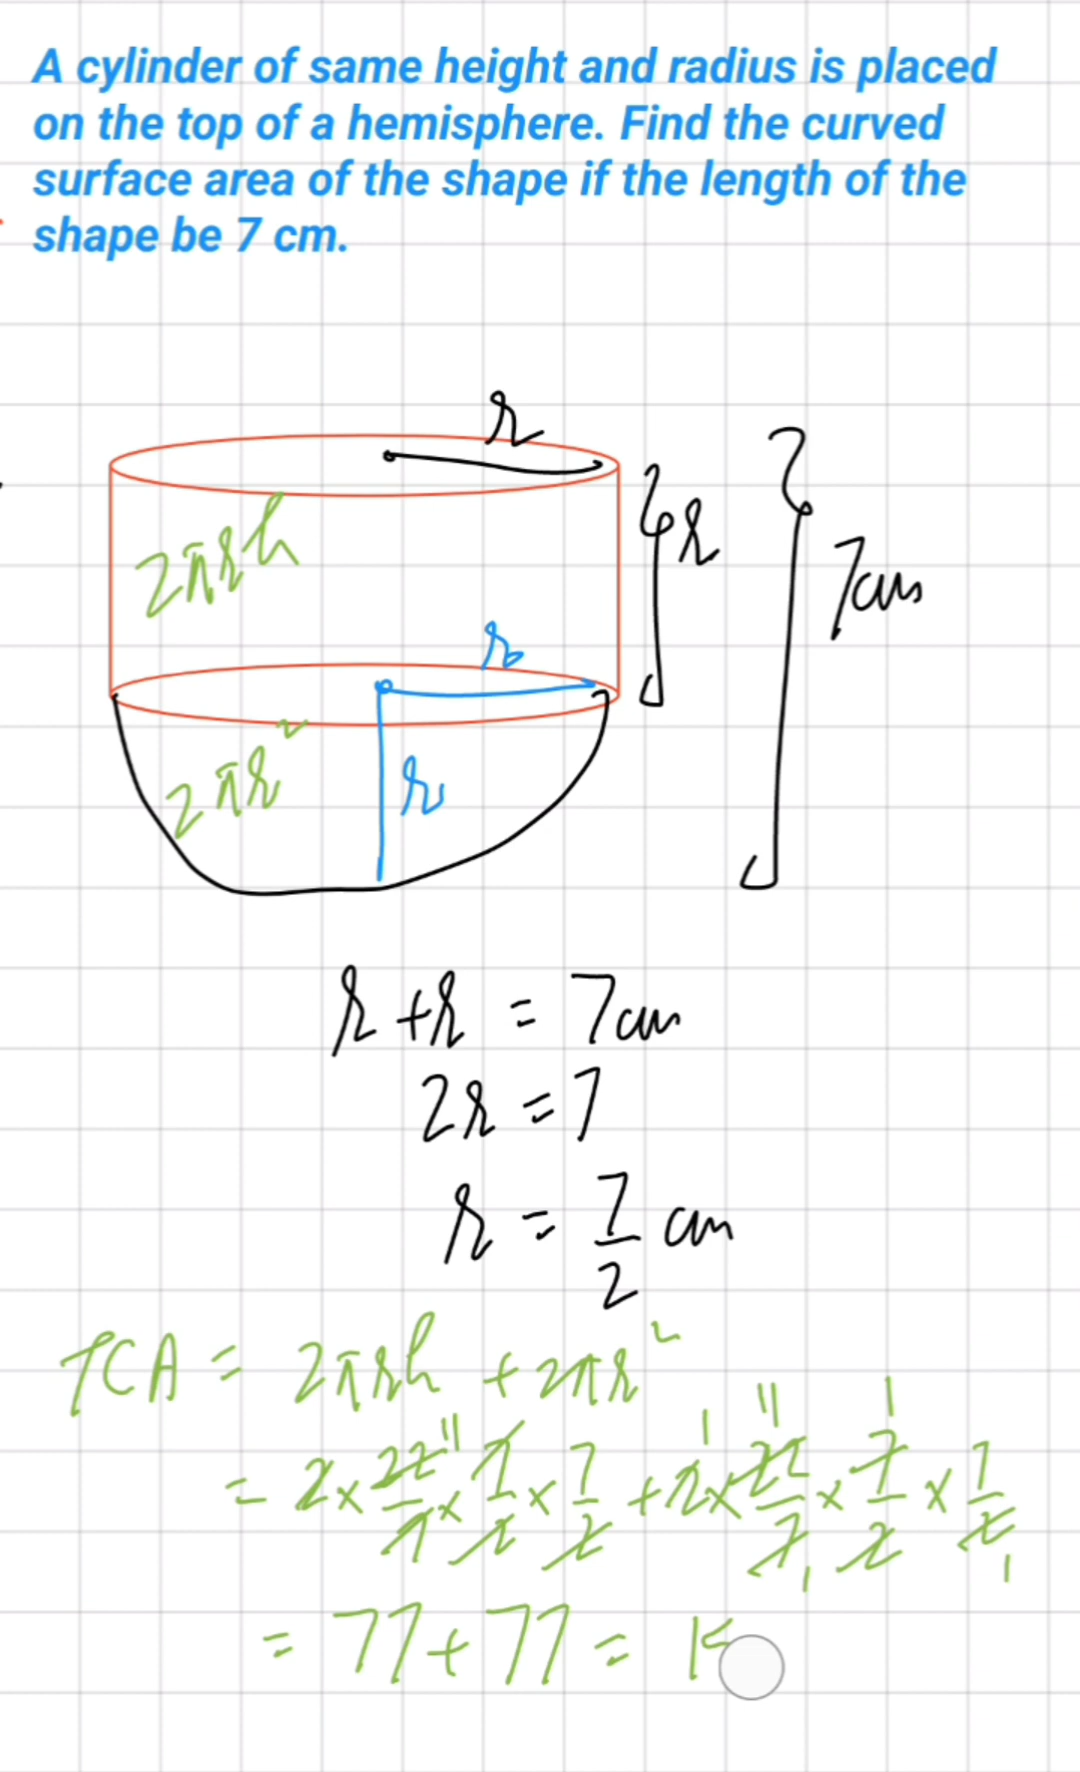 A cylinder of same height and radius is placed
on the top of a hemisphere. Find the curved
surface area of the shape if the length of the
shape be 7 cm.
r
2πrh
r
7cm
r
2πr²
r
r + r = 7cm
2r = 7
r = 7/2 cm
TCA = 2πrh + 2πr²
= 2 × 22/7 × 7/2 × 7/2 + 2 × 22/7 × 7/2 × 7/2
= 77 + 77 = 15